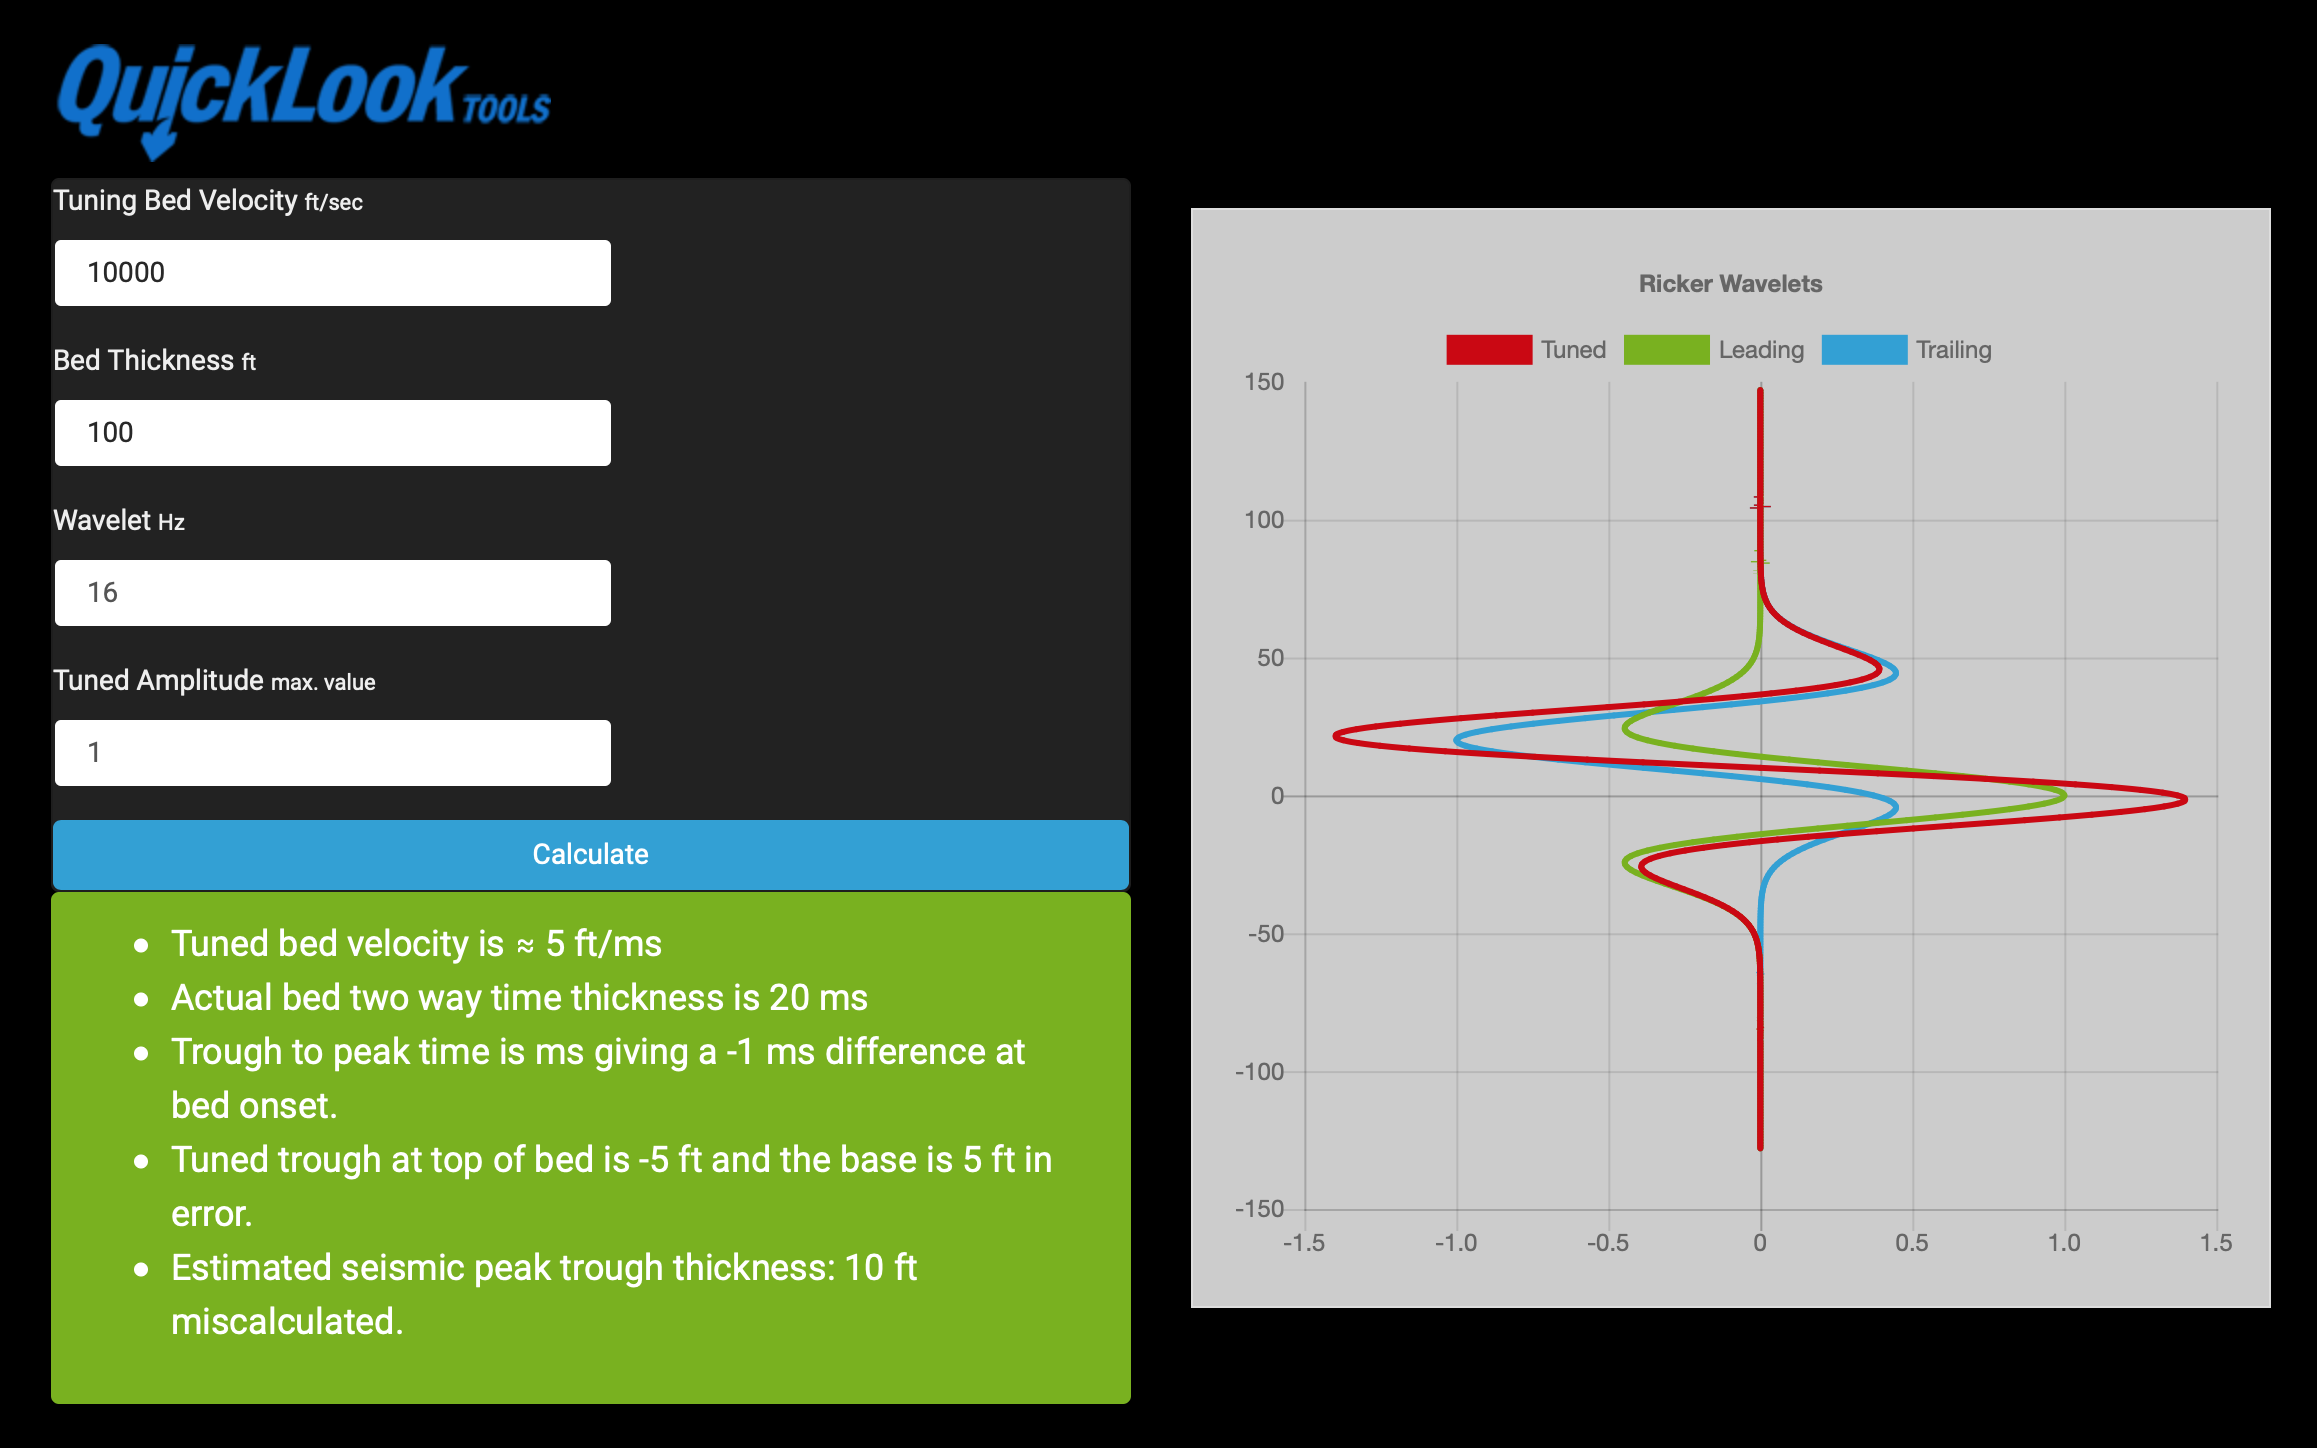 QuickLook TOOLS
Tuning Bed Velocity ft/sec
10000
Bed Thickness ft
100
Wavelet Hz
16
Tuned Amplitude max. value
1
Calculate
• Tuned bed velocity is ≈ 5 ft/ms
• Actual bed two way time thickness is 20 ms
• Trough to peak time is ms giving a -1 ms difference at
bed onset.
• Tuned trough at top of bed is -5 ft and the base is 5 ft in
error.
• Estimated seismic peak trough thickness: 10 ft
miscalculated.
Ricker Wavelets
Tuned Leading Trailing
150
100
50
0
-50
-100
-150
-1.5 -1.0 -0.5 0 0.5 1.0 1.5